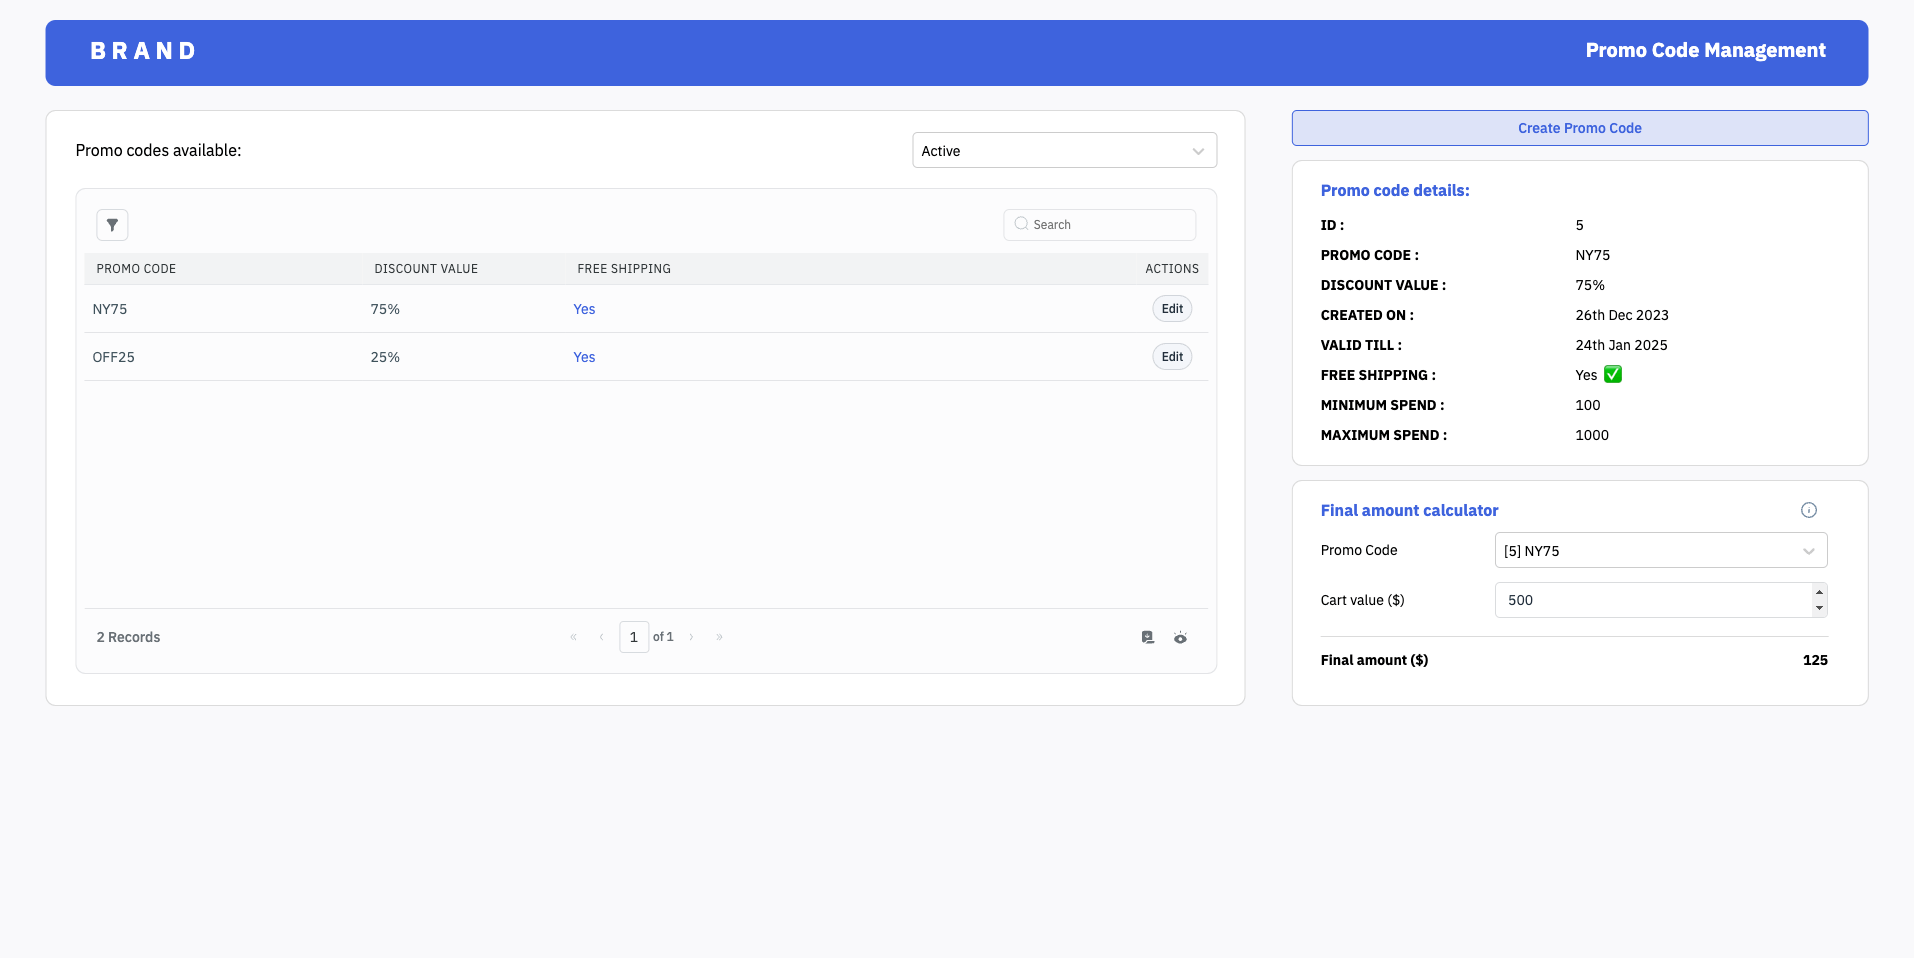 BRAND
Promo Code Management
Promo codes available:
Active
Search
PROMO CODE DISCOUNT VALUE FREE SHIPPING ACTIONS
NY75 75% Yes Edit
OFF25 25% Yes Edit
2 Records
« ‹ 1 of 1 › »
Create Promo Code
Promo code details:
ID : 5
PROMO CODE : NY75
DISCOUNT VALUE : 75%
CREATED ON : 26th Dec 2023
VALID TILL : 24th Jan 2025
FREE SHIPPING : Yes ✅
MINIMUM SPEND : 100
MAXIMUM SPEND : 1000
Final amount calculator
Promo Code [5] NY75
Cart value ($) 500
Final amount ($) 125